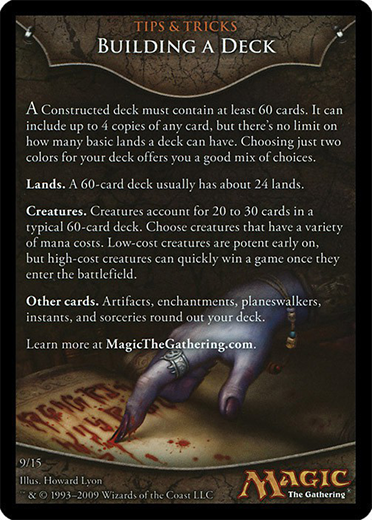 TIPS & TRICKS
BUILDING A DECK
A Constructed deck must contain at least 60 cards. It can
include up to 4 copies of any card, but there's no limit on
how many basic lands a deck can have. Choosing just two
colors for your deck offers you a good mix of choices.
Lands. A 60-card deck usually has about 24 lands.
Creatures. Creatures account for 20 to 30 cards in a
typical 60-card deck. Choose creatures that have a variety
of mana costs. Low-cost creatures are potent early on,
but high-cost creatures can quickly win a game once they
enter the battlefield.
Other cards. Artifacts, enchantments, planeswalkers,
instants, and sorceries round out your deck.
Learn more at MagicTheGathering.com.
9/15
Illus. Howard Lyon
™ & © 1993–2009 Wizards of the Coast LLC
MAGIC
The Gathering®